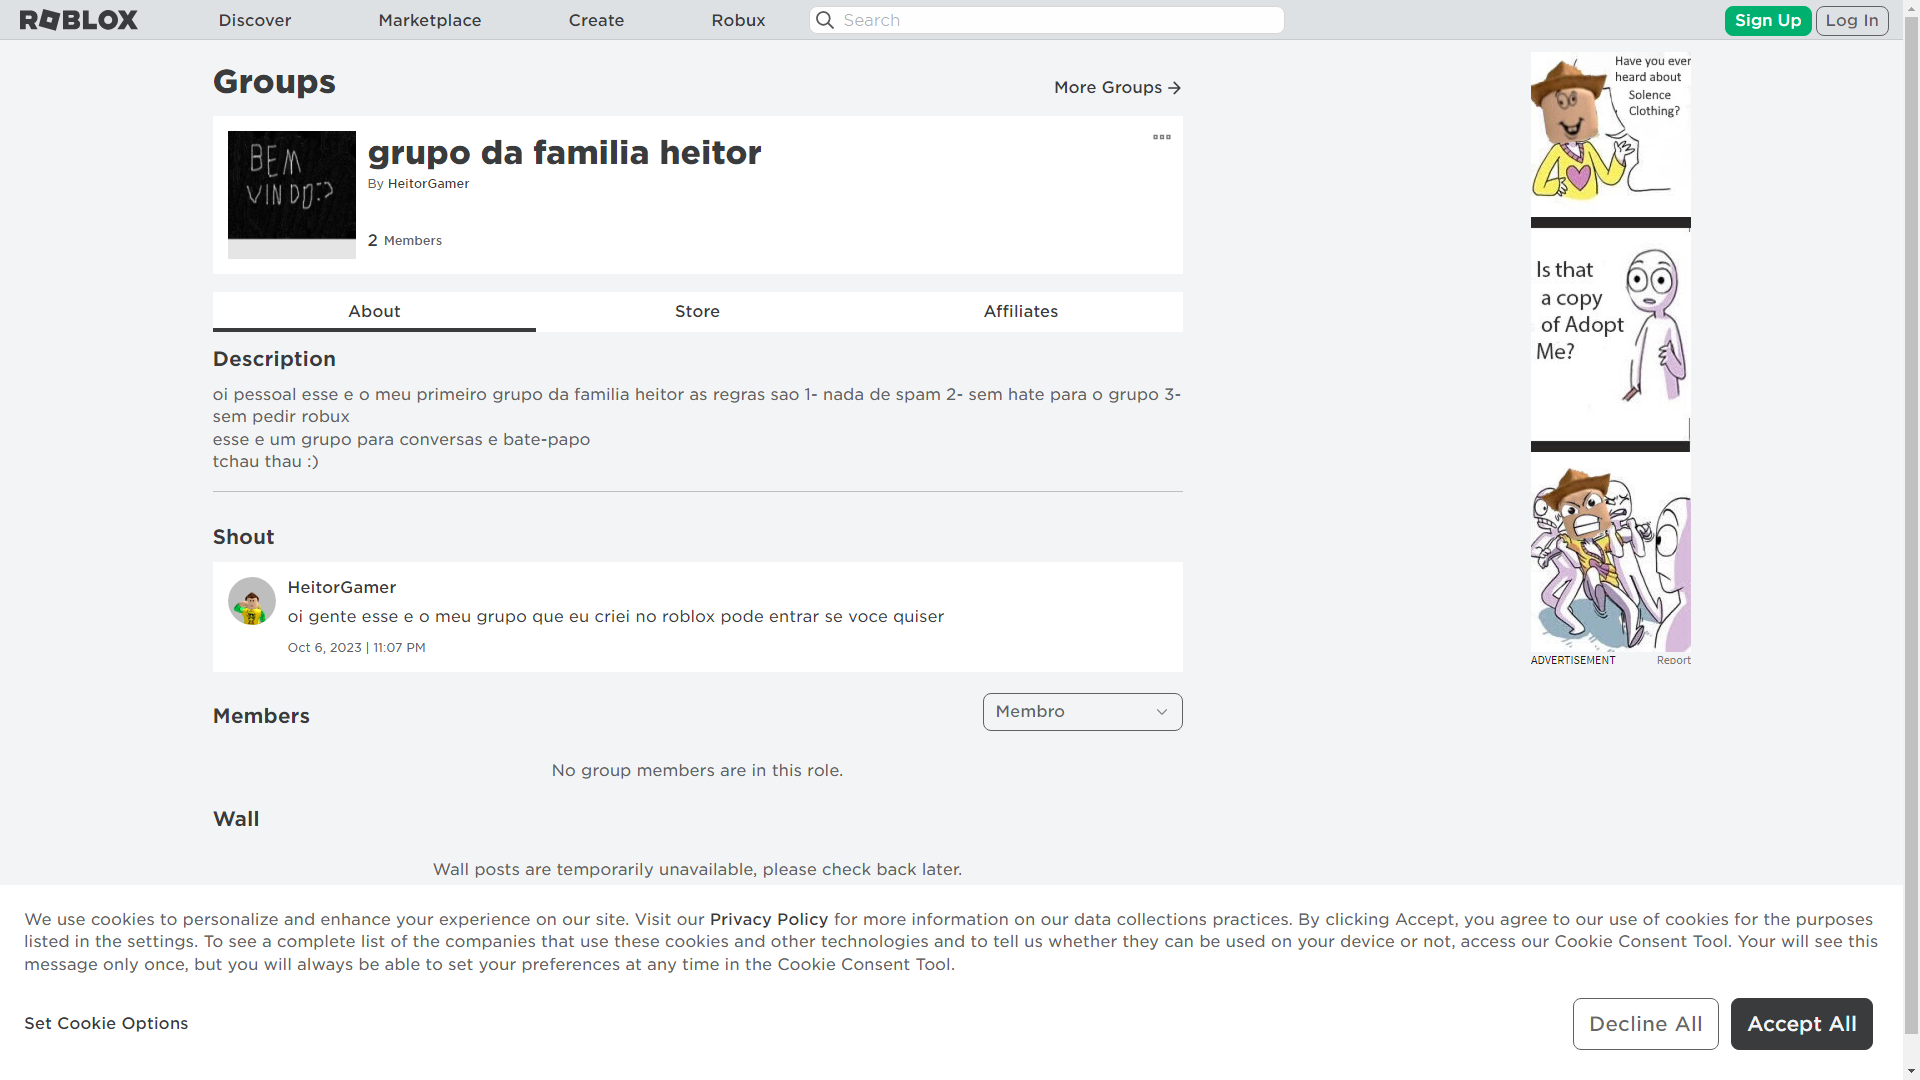 ROBLOX
Discover
Marketplace
Create
Robux
Search
Sign Up
Log In
Groups
More Groups
BEM
VINDO:?
grupo da familia heitor
By HeitorGamer
2 Members
About
Store
Affiliates
Description
oi pessoal esse e o meu primeiro grupo da familia heitor as regras sao 1- nada de spam 2- sem hate para o grupo 3-
sem pedir robux
esse e um grupo para conversas e bate-papo
tchau thau :)
Shout
HeitorGamer
oi gente esse e o meu grupo que eu criei no roblox pode entrar se voce quiser
Oct 6, 2023 | 11:07 PM
Members
Membro
No group members are in this role.
Wall
Wall posts are temporarily unavailable, please check back later.
Have you ever
heard about
Solence
Clothing?
Is that
a copy
of Adopt
Me?
ADVERTISEMENT
Report
We use cookies to personalize and enhance your experience on our site. Visit our Privacy Policy for more information on our data collections practices. By clicking Accept, you agree to our use of cookies for the purposes
listed in the settings. To see a complete list of the companies that use these cookies and other technologies and to tell us whether they can be used on your device or not, access our Cookie Consent Tool. Your will see this
message only once, but you will always be able to set your preferences at any time in the Cookie Consent Tool.
Set Cookie Options
Decline All
Accept All